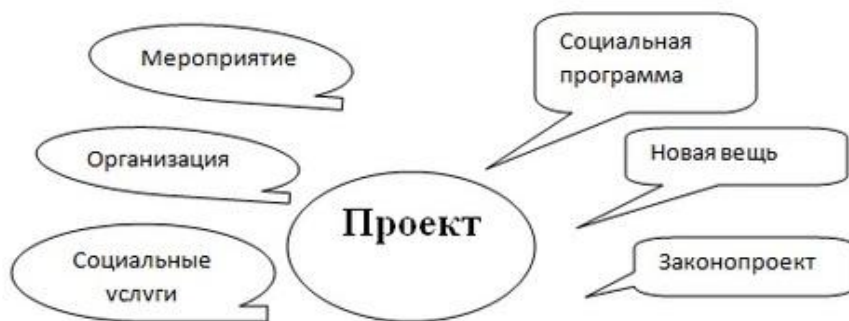 Мероприятие
Социальная
программа
Организация
Новая вещь
Проект
Социальные
услуги
Законопроект